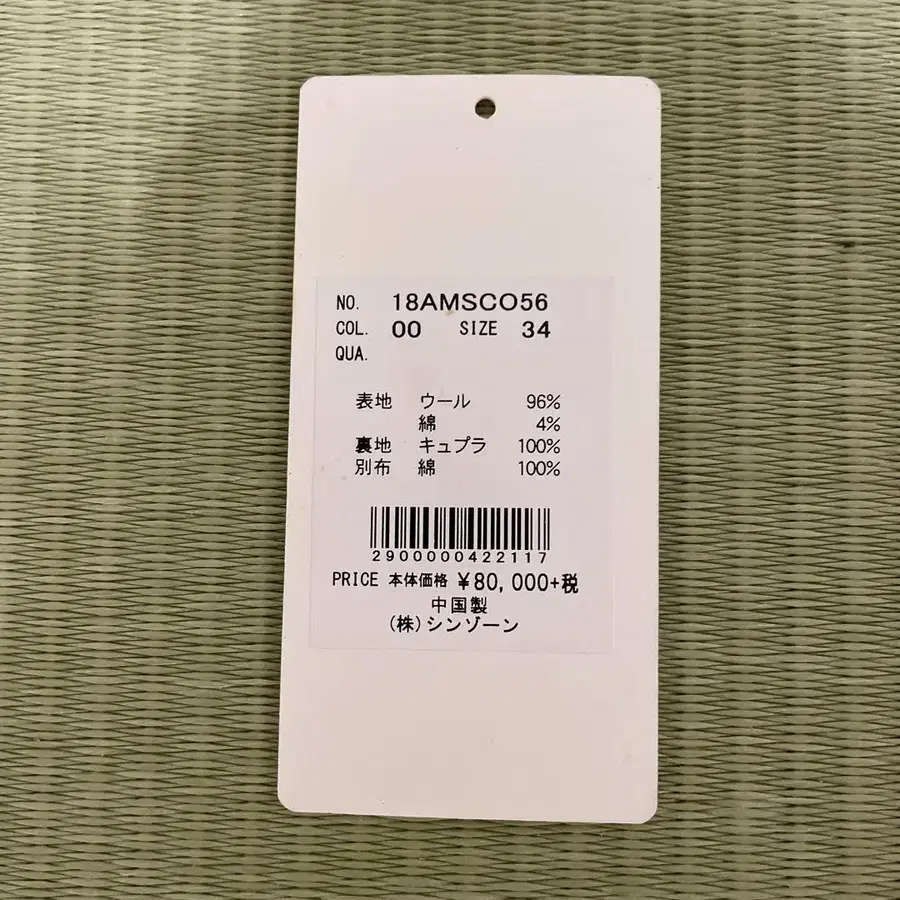 NO. 18AMSCO56
COL. 00 SIZE 34
QUA.
表地 ウール 96%
綿 4%
裏地 キュプラ 100%
別布 綿 100%
2900000422117
PRICE 本体価格 ¥80,000+税
中国製
(株)シンゾーン